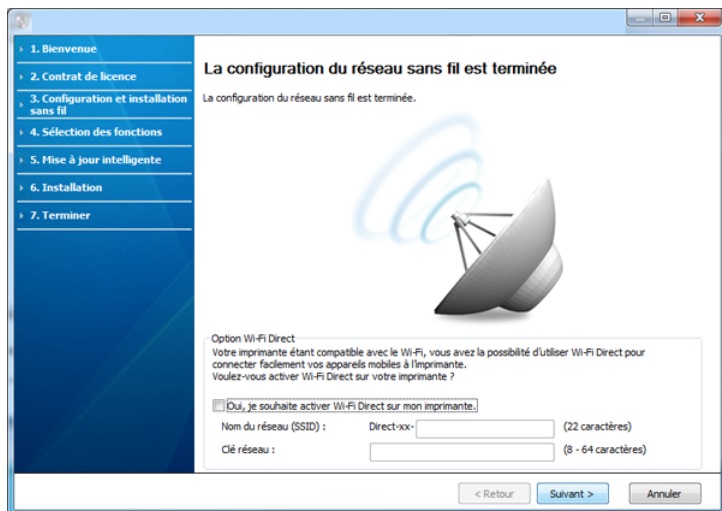 1. Bienvenue
2. Contrat de licence
3. Configuration et installation
sans fil
4. Sélection des fonctions
5. Mise à jour intelligente
6. Installation
7. Terminer
La configuration du réseau sans fil est terminée
La configuration du réseau sans fil est terminée.
Option Wi-Fi Direct
Votre imprimante étant compatible avec le Wi-Fi, vous avez la possibilité d'utiliser Wi-Fi Direct pour
connecter facilement vos appareils mobiles à l'imprimante.
Voulez-vous activer Wi-Fi Direct sur votre imprimante ?
Oui, je souhaite activer Wi-Fi Direct sur mon imprimante.
Nom du réseau (SSID) : Direct-xx- (22 caractères)
Clé réseau : (8 - 64 caractères)
< Retour Suivant > Annuler